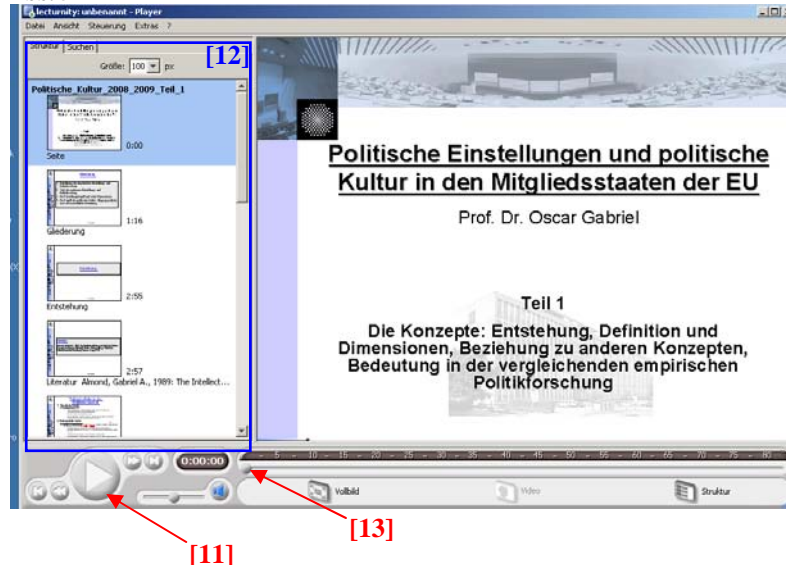 lecturnity: unbenannt - Player
Datei Ansicht Steuerung Extras ?
Struktur Suchen
[12]
Größe: 100 px
Politische_Kultur_2008_2009_Teil_1
0:00
Seite
1:16
Gliederung
2:55
Entstehung
2:57
Literatur Almond, Gabriel A., 1989: The Intellect...
Politische Einstellungen und politische
Kultur in den Mitgliedsstaaten der EU
Prof. Dr. Oscar Gabriel
Teil 1
Die Konzepte: Entstehung, Definition und
Dimensionen, Beziehung zu anderen Konzepten,
Bedeutung in der vergleichenden empirischen
Politikforschung
0:00:00
5 - 10 - 15 - 20 - 25 - 30 - 35 - 40 - 45 - 50 - 55 - 60 - 65 - 70 - 75 - 80
Vollbild Video Struktur
[13]
[11]